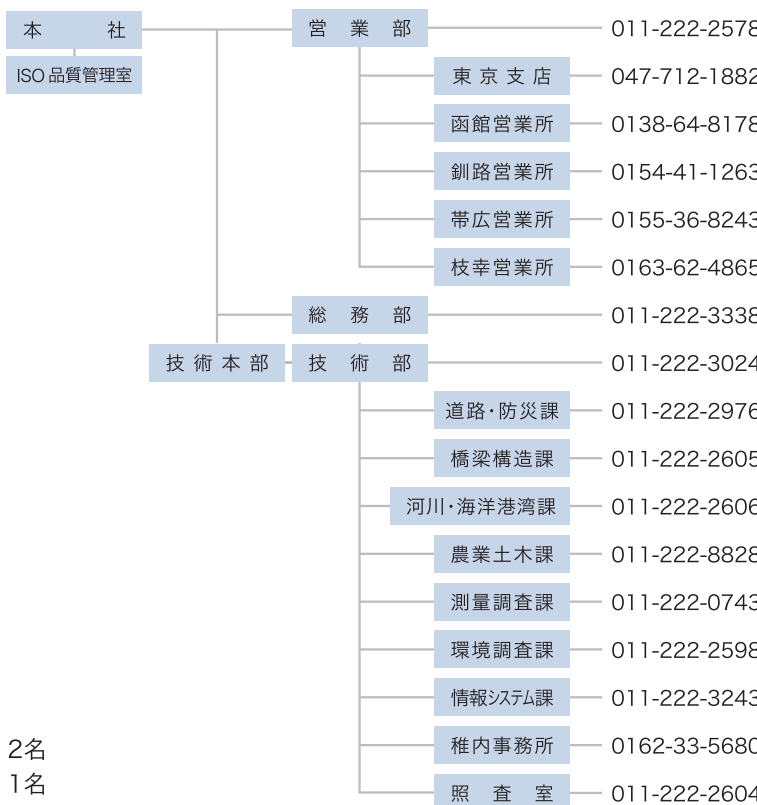 本社
ISO 品質管理室
営業部 011-222-2578
東京支店 047-712-1882
函館営業所 0138-64-8178
釧路営業所 0154-41-1263
帯広営業所 0155-36-8243
枝幸営業所 0163-62-4865
総務部 011-222-3338
技術本部 技術部 011-222-3024
道路・防災課 011-222-2976
橋梁構造課 011-222-2605
河川・海洋港湾課 011-222-2606
農業土木課 011-222-8828
測量調査課 011-222-0743
環境調査課 011-222-2598
情報システム課 011-222-3243
稚内事務所 0162-33-5680
照査室 011-222-2604
2名
1名